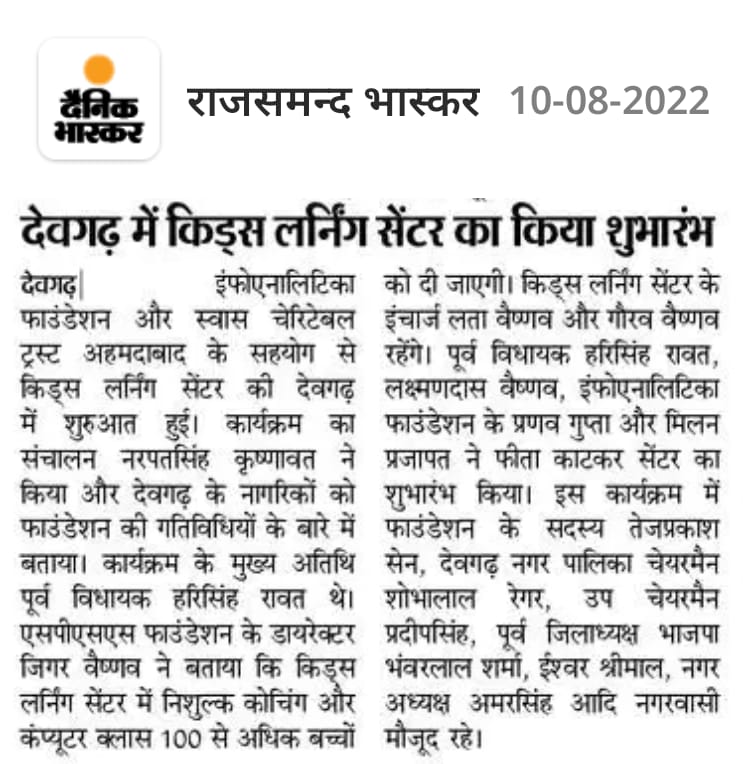 दैनिक
भास्कर
राजसमन्द भास्कर 10-08-2022
देवगढ़ में किड्स लर्निंग सेंटर का किया शुभारंभ
देवगढ़| इंफोएनालिटिका
फाउंडेशन और स्वास चेरिटेबल
ट्रस्ट अहमदाबाद के सहयोग से
किड्स लर्निंग सेंटर की देवगढ़
में शुरुआत हुई। कार्यक्रम का
संचालन नरपतसिंह कृष्णावत ने
किया और देवगढ़ के नागरिकों को
फाउंडेशन की गतिविधियों के बारे में
बताया। कार्यक्रम के मुख्य अतिथि
पूर्व विधायक हरिसिंह रावत थे।
एसपीएसएस फाउंडेशन के डायरेक्टर
जिगर वैष्णव ने बताया कि किड्स
लर्निंग सेंटर में निशुल्क कोचिंग और
कंप्यूटर क्लास 100 से अधिक बच्चों
को दी जाएगी। किड्स लर्निंग सेंटर के
इंचार्ज लता वैष्णव और गौरव वैष्णव
रहेंगे। पूर्व विधायक हरिसिंह रावत,
लक्ष्मणदास वैष्णव, इंफोएनालिटिका
फाउंडेशन के प्रणव गुप्ता और मिलन
प्रजापत ने फीता काटकर सेंटर का
शुभारंभ किया। इस कार्यक्रम में
फाउंडेशन के सदस्य तेजप्रकाश
सेन, देवगढ़ नगर पालिका चेयरमैन
शोभालाल रेगर, उप चेयरमैन
प्रदीपसिंह, पूर्व जिलाध्यक्ष भाजपा
भंवरलाल शर्मा, ईश्वर श्रीमाल, नगर
अध्यक्ष अमरसिंह आदि नगरवासी
मौजूद रहे।